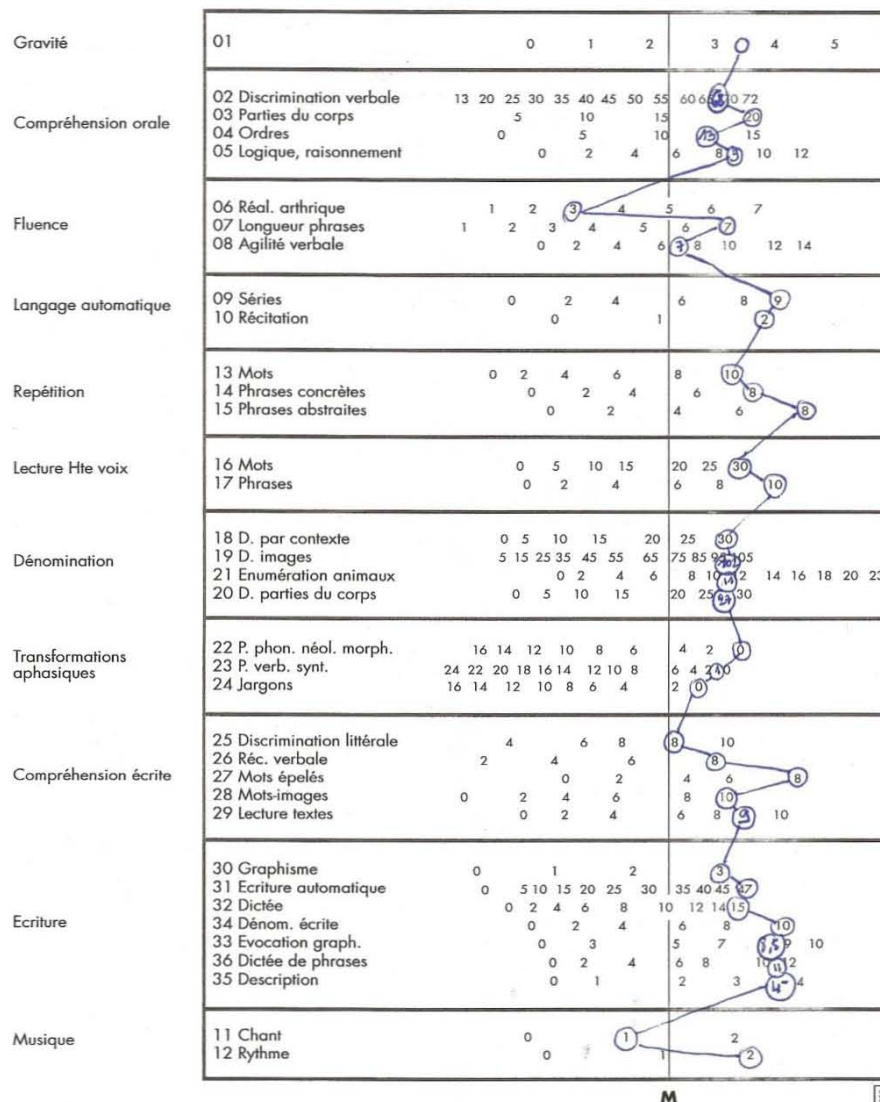 Gravité
01 0 1 2 3 0 4 5
Compréhension orale
02 Discrimination verbale 13 20 25 30 35 40 45 50 55 60 70 72
03 Parties du corps 5 10 15 20
04 Ordres 0 5 10 13 15
05 Logique, raisonnement 0 2 4 6 8 9 10 12
Fluence
06 Réal. arthrique 1 2 3 4 5 6 7
07 Longueur phrases 1 2 3 4 5 6 7
08 Agilité verbale 0 2 4 6 7 8 10 12 14
Langage automatique
09 Séries 0 2 4 6 8 9
10 Récitation 0 1 2
Repétition
13 Mots 0 2 4 6 8 10
14 Phrases concrètes 0 2 4 6 8
15 Phrases abstraites 0 2 4 6 8
Lecture Hte voix
16 Mots 0 5 10 15 20 25 30
17 Phrases 0 2 4 6 8 10
Dénomination
18 D. par contexte 0 5 10 15 20 25 30
19 D. images 5 15 25 35 45 55 65 75 85 95 105
21 Enumération animaux 0 2 4 6 8 10 11 12 14 16 18 20 23
20 D. parties du corps 0 5 10 15 20 25 30
Transformations aphasiques
22 P. phon. néol. morph. 16 14 12 10 8 6 4 2 0
23 P. verb. synt. 24 22 20 18 16 14 12 10 8 6 4 2 1 0
24 Jargons 16 14 12 10 8 6 4 2 0
Compréhension écrite
25 Discrimination littérale 4 6 8 8 10
26 Réc. verbale 2 4 6 8
27 Mots épelés 0 2 4 6 8
28 Mots-images 0 2 4 6 8 10
29 Lecture textes 0 2 4 6 8 9 10
Ecriture
30 Graphisme 0 1 2 3
31 Ecriture automatique 0 5 10 15 20 25 30 35 40 45 47
32 Dictée 0 2 4 6 8 10 12 14 15
34 Dénom. écrite 0 2 4 6 8 10
33 Evocation graph. 0 3 5 7 9 10
36 Dictée de phrases 0 2 4 6 8 10 11 12
35 Description 0 1 2 3 4 4
Musique
11 Chant 0 1 2
12 Rythme 0 1 2
M